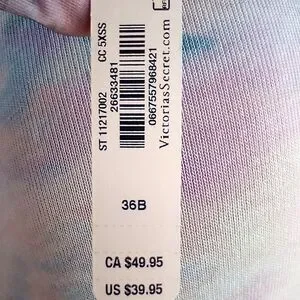 CC 5XSS
ST 11217002
26633481
0667557968421
VictoriasSecret.com
36B
CA $49.95
US $39.95